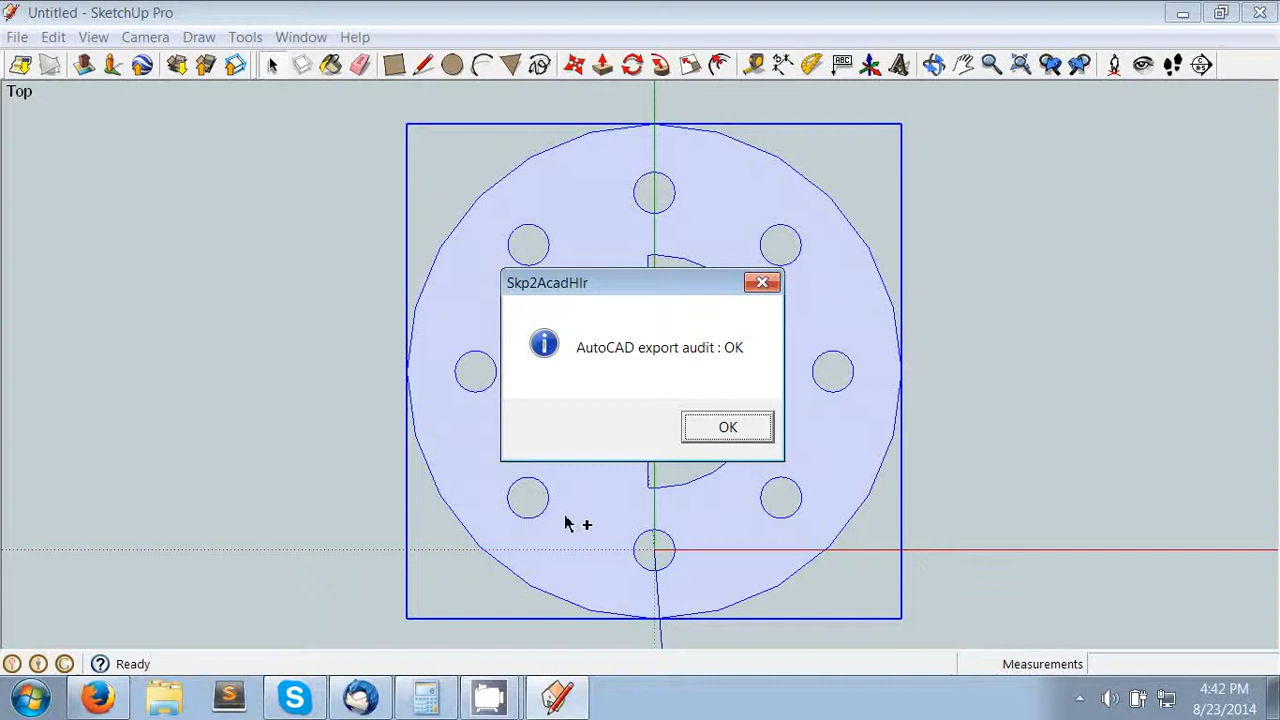 Untitled - SketchUp Pro
File Edit View Camera Draw Tools Window Help
ABC
Top
Skp2AcadHlr
AutoCAD export audit : OK
OK
Ready
Measurements
4:42 PM
8/23/2014